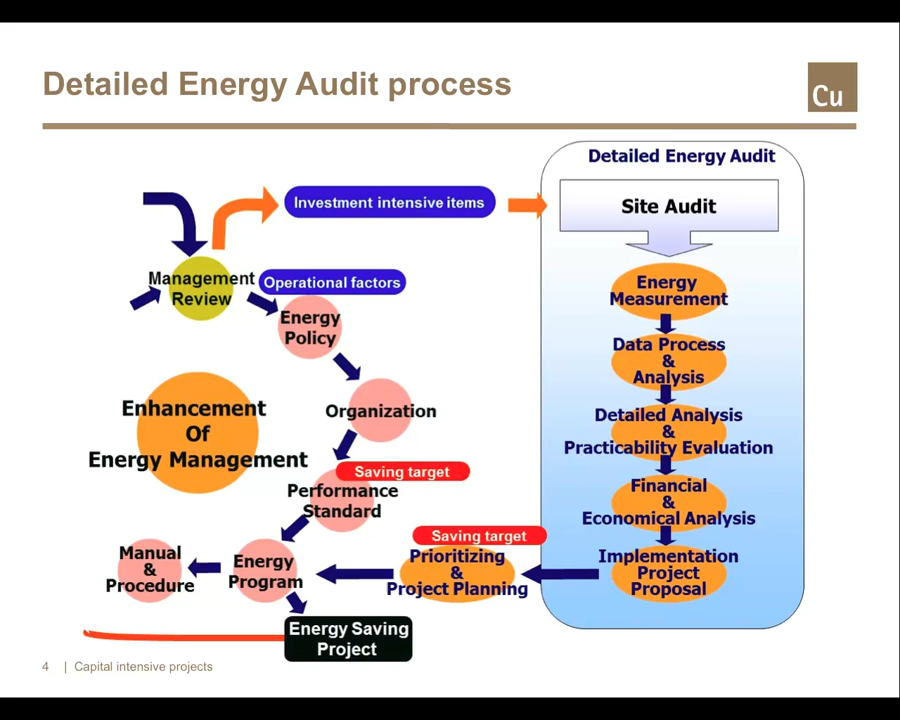 Detailed Energy Audit process
Cu
Detailed Energy Audit
Site Audit
Investment intensive items
Management
Review
Operational factors
Energy
Policy
Organization
Enhancement
Of
Energy Management
Saving target
Performance
Standard
Energy
Program
Manual
&
Procedure
Energy Saving
Project
Saving target
Prioritizing
&
Project Planning
Energy
Measurement
Data Process
&
Analysis
Detailed Analysis
&
Practicability Evaluation
Financial
&
Economical Analysis
Implementation
Project
Proposal
4 | Capital intensive projects